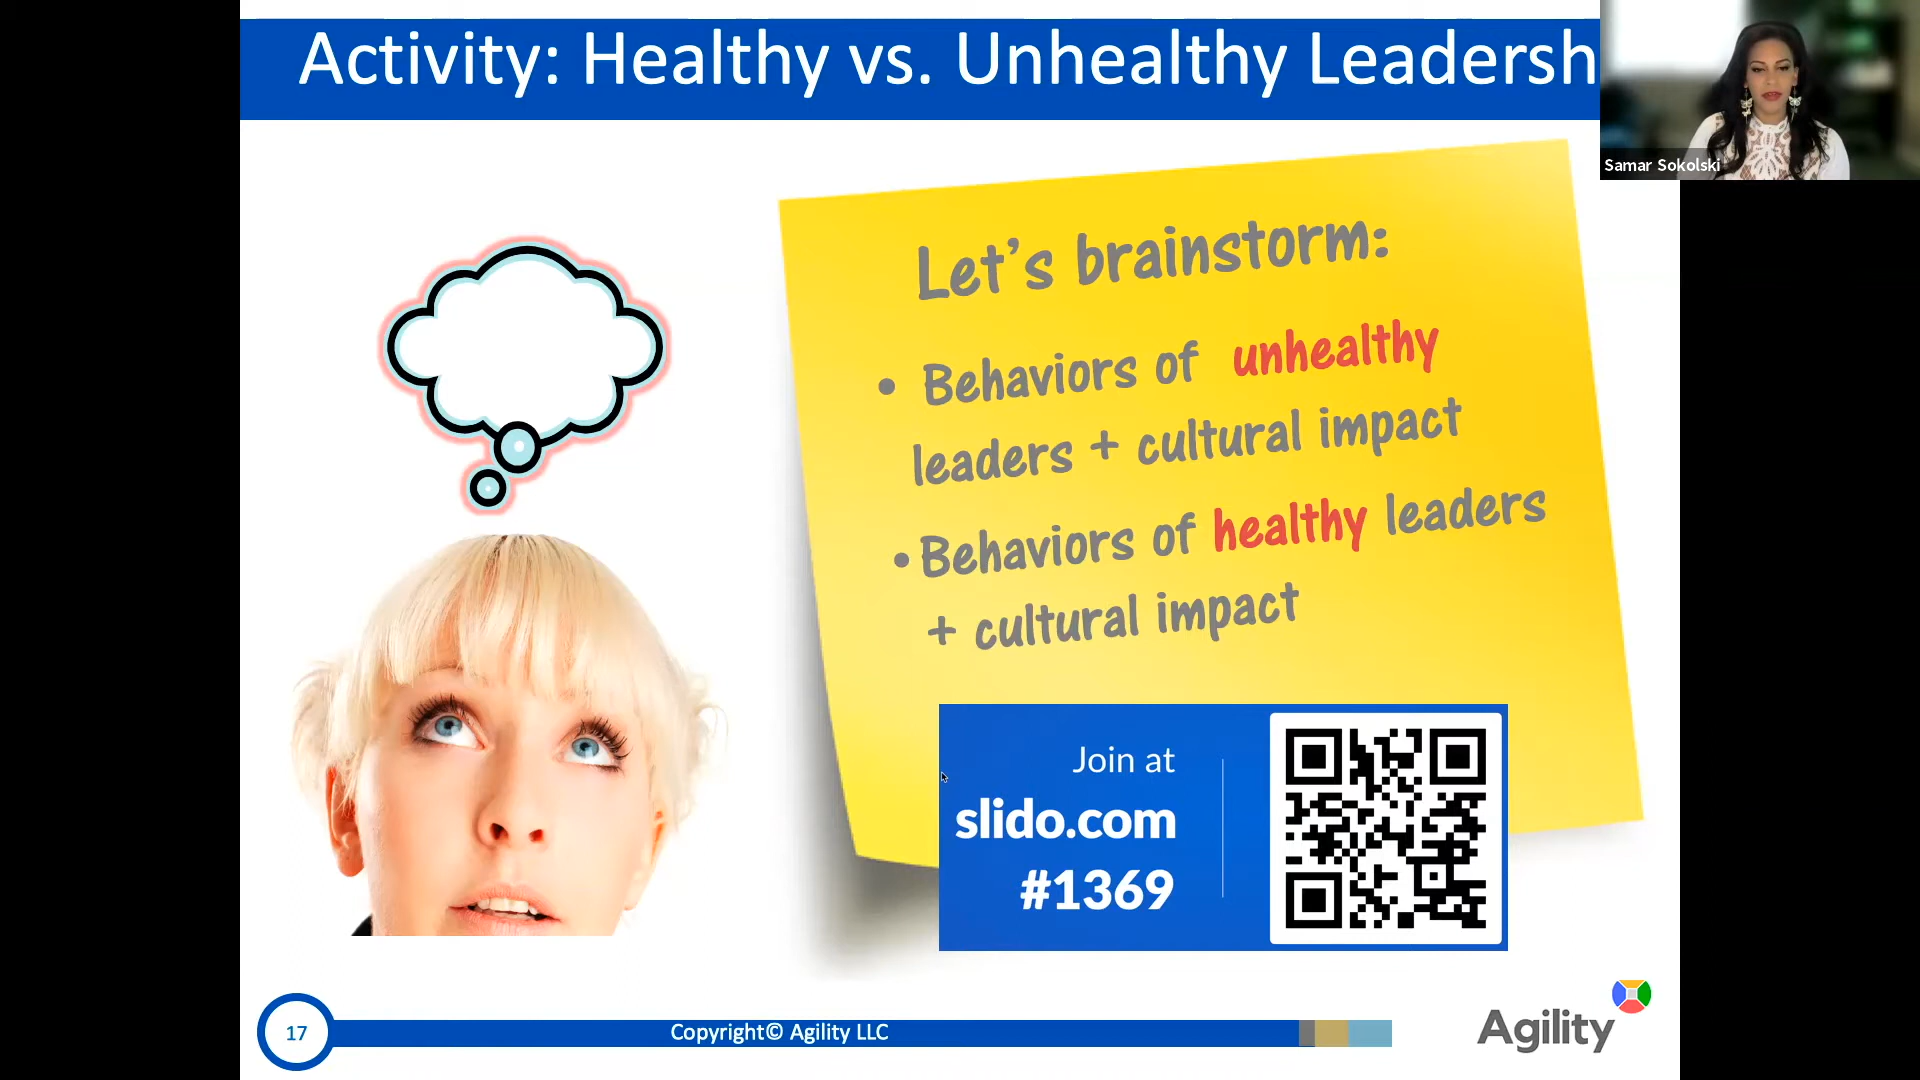 Activity: Healthy vs. Unhealthy Leadersh
Samar Sokolski
Let's brainstorm:
• Behaviors of unhealthy
leaders + cultural impact
• Behaviors of healthy leaders
+ cultural impact
Join at
slido.com
#1369
17
Copyright© Agility LLC
Agility